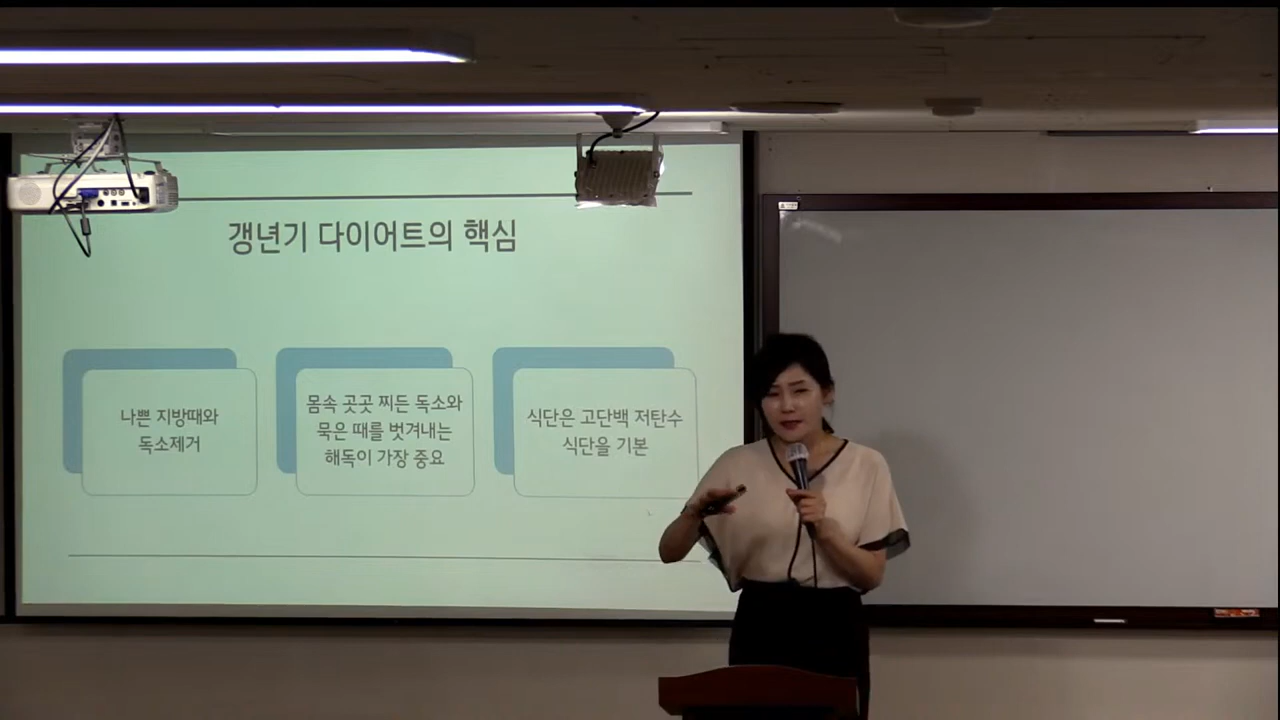 갱년기 다이어트의 핵심
나쁜 지방때와
독소제거
몸속 곳곳 찌든 독소와
묵은 때를 벗겨내는
해독이 가장 중요
식단은 고단백 저탄수
식단을 기본